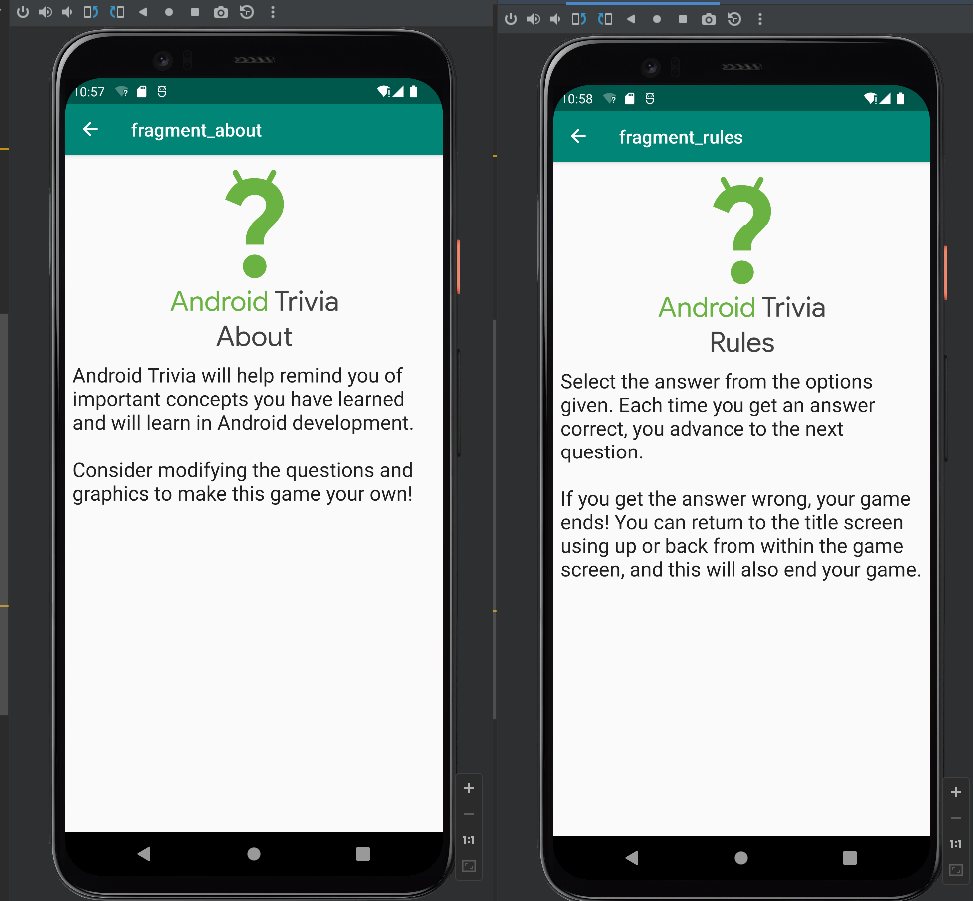 10:57
fragment_about
Android Trivia
About
Android Trivia will help remind you of
important concepts you have learned
and will learn in Android development.
Consider modifying the questions and
graphics to make this game your own!
1:1
10:58
fragment_rules
Android Trivia
Rules
Select the answer from the options
given. Each time you get an answer
correct, you advance to the next
question.
If you get the answer wrong, your game
ends! You can return to the title screen
using up or back from within the game
screen, and this will also end your game.
1:1